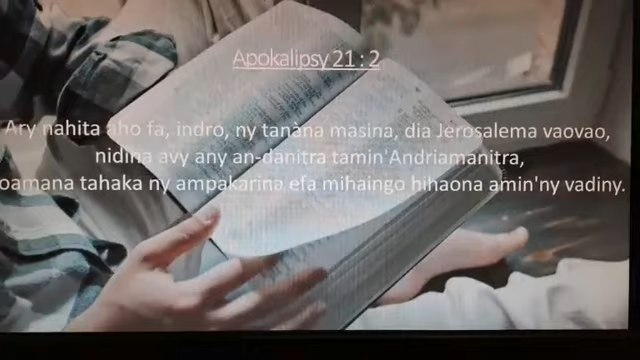 Apokalipsy 21 : 2
Ary nahita aho fa, indro, ny tanàna masina, dia Jerosalema vaovao,
nidina avy any an-danitra tamin'Andriamanitra,
voamana tahaka ny ampakarina efa mihaingo hihaona amin'ny vadiny.